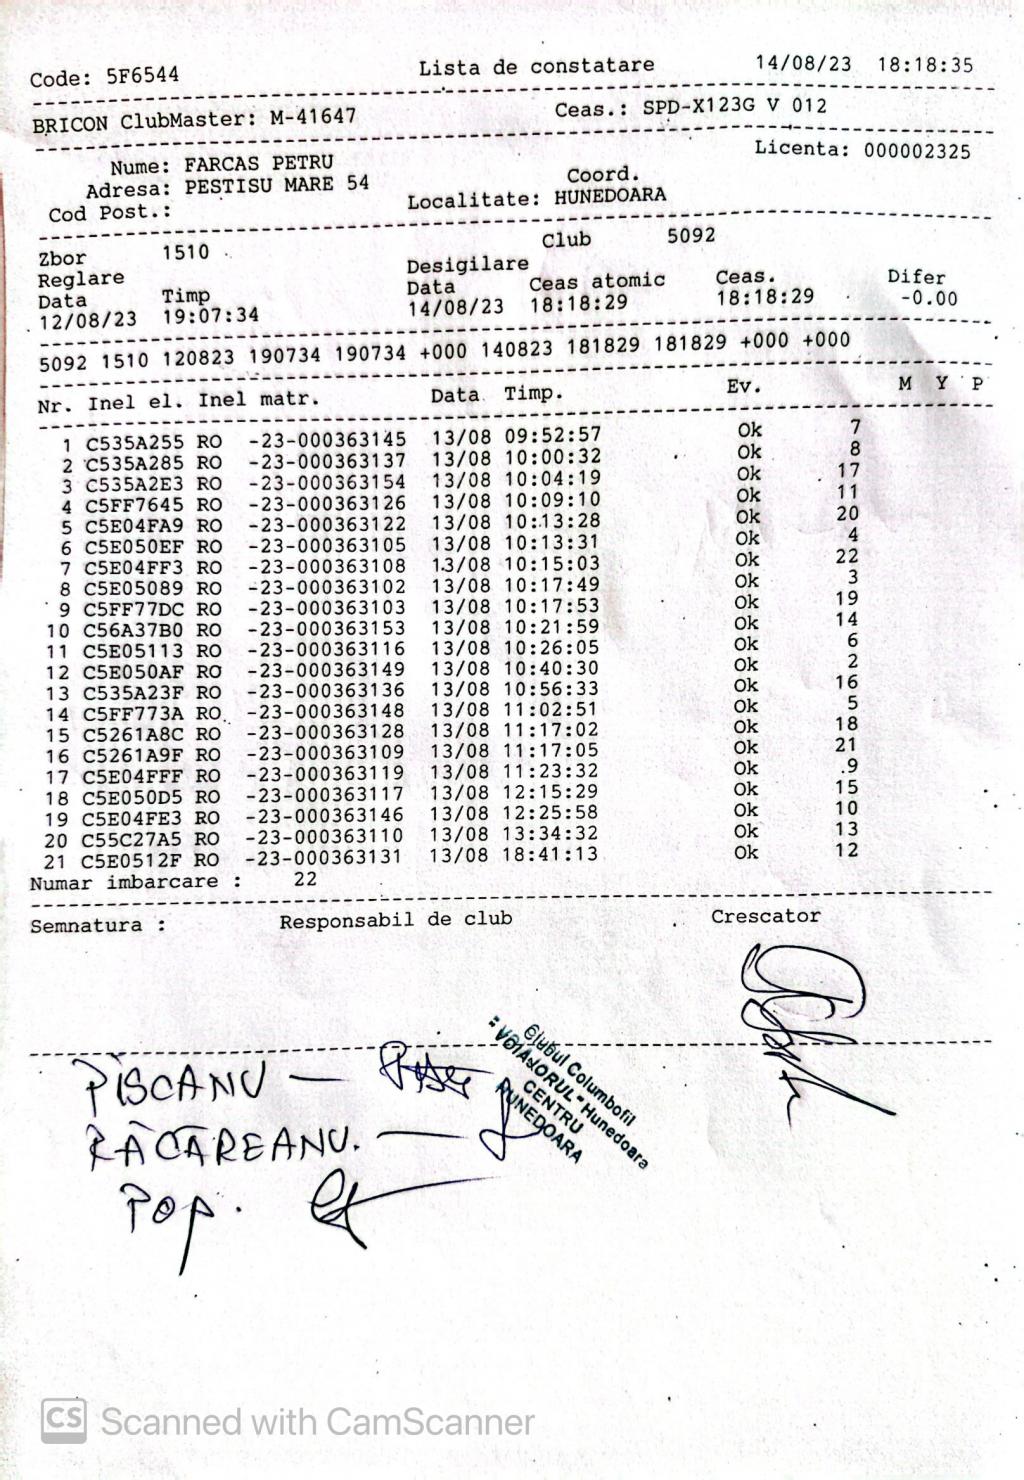 Code: 5F6544 Lista de constatare 14/08/23 18:18:35
BRICON ClubMaster: M-41647 Ceas.: SPD-X123G V 012
Licenta: 000002325
Nume: FARCAS PETRU
Adresa: PESTISU MARE 54 Coord.
Cod Post.: Localitate: HUNEDOARA
Zbor 1510 Club 5092
Reglare Desigilare
Data Timp Data Ceas atomic Ceas. Difer
12/08/23 19:07:34 14/08/23 18:18:29 18:18:29 -0.00
5092 1510 120823 190734 190734 +000 140823 181829 181829 +000 +000
Nr. Inel el. Inel matr. Data Timp. Ev. M Y P
1 C535A255 RO -23-000363145 13/08 09:52:57 Ok 7
2 C535A285 RO -23-000363137 13/08 10:00:32 Ok 8
3 C535A2E3 RO -23-000363154 13/08 10:04:19 Ok 17
4 C5FF7645 RO -23-000363126 13/08 10:09:10 Ok 11
5 C5E04FA9 RO -23-000363122 13/08 10:13:28 Ok 20
6 C5E050EF RO -23-000363105 13/08 10:13:31 Ok 4
7 C5E04FF3 RO -23-000363108 13/08 10:15:03 Ok 22
8 C5E05089 RO -23-000363102 13/08 10:17:49 Ok 3
9 C5FF77DC RO -23-000363103 13/08 10:17:53 Ok 19
10 C56A37B0 RO -23-000363153 13/08 10:21:59 Ok 14
11 C5E05113 RO -23-000363116 13/08 10:26:05 Ok 6
12 C5E050AF RO -23-000363149 13/08 10:40:30 Ok 2
13 C535A23F RO -23-000363136 13/08 10:56:33 Ok 16
14 C5FF773A RO -23-000363148 13/08 11:02:51 Ok 5
15 C5261A8C RO -23-000363128 13/08 11:17:02 Ok 18
16 C5261A9F RO -23-000363109 13/08 11:17:05 Ok 21
17 C5E04FFF RO -23-000363119 13/08 11:23:32 Ok 9
18 C5E050D5 RO -23-000363117 13/08 12:15:29 Ok 15
19 C5E04FE3 RO -23-000363146 13/08 12:25:58 Ok 10
20 C55C27A5 RO -23-000363110 13/08 13:34:32 Ok 13
21 C5E0512F RO -23-000363131 13/08 18:41:13 Ok 12
Numar imbarcare : 22
Semnatura : Responsabil de club Crescator
Clubul Columbofil
"VOIAJORUL" Hunedoara
CENTRU
HUNEDOARA
PISCANU —
RĂCĂREANU. —
POP.
CS Scanned with CamScanner